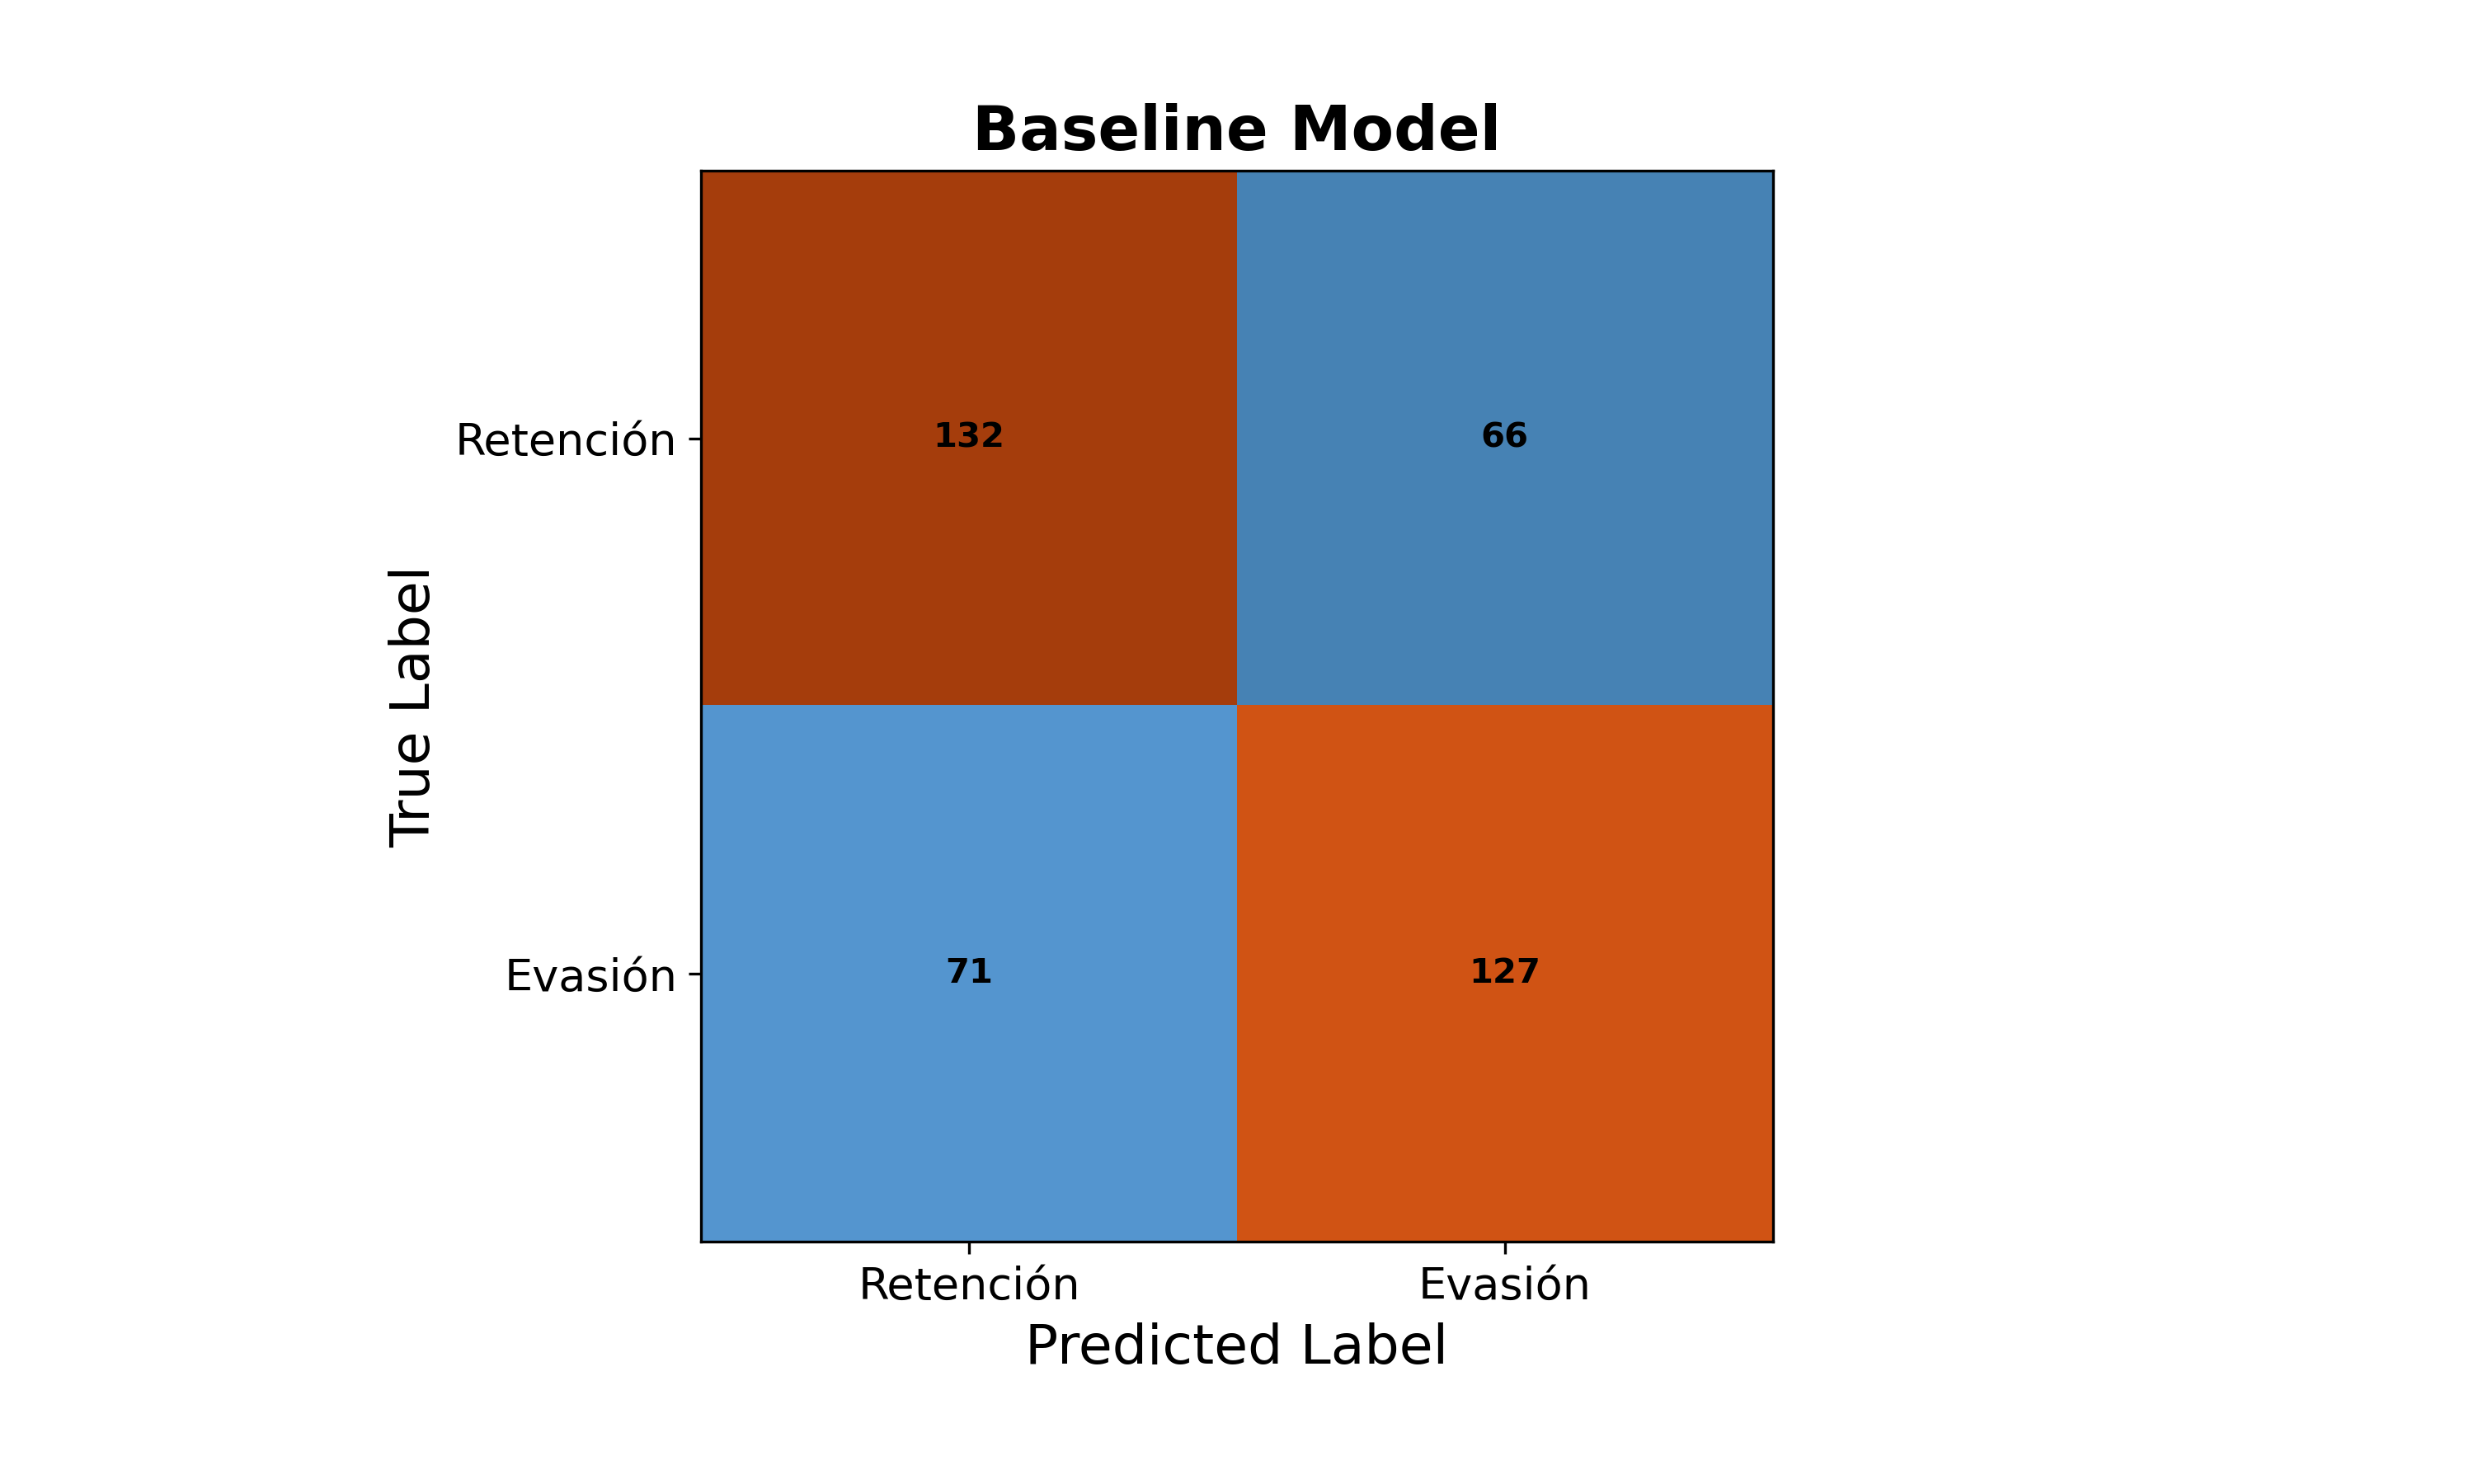 Baseline Model
True Label
Retención
132
66
Evasión
71
127
Retención
Evasión
Predicted Label